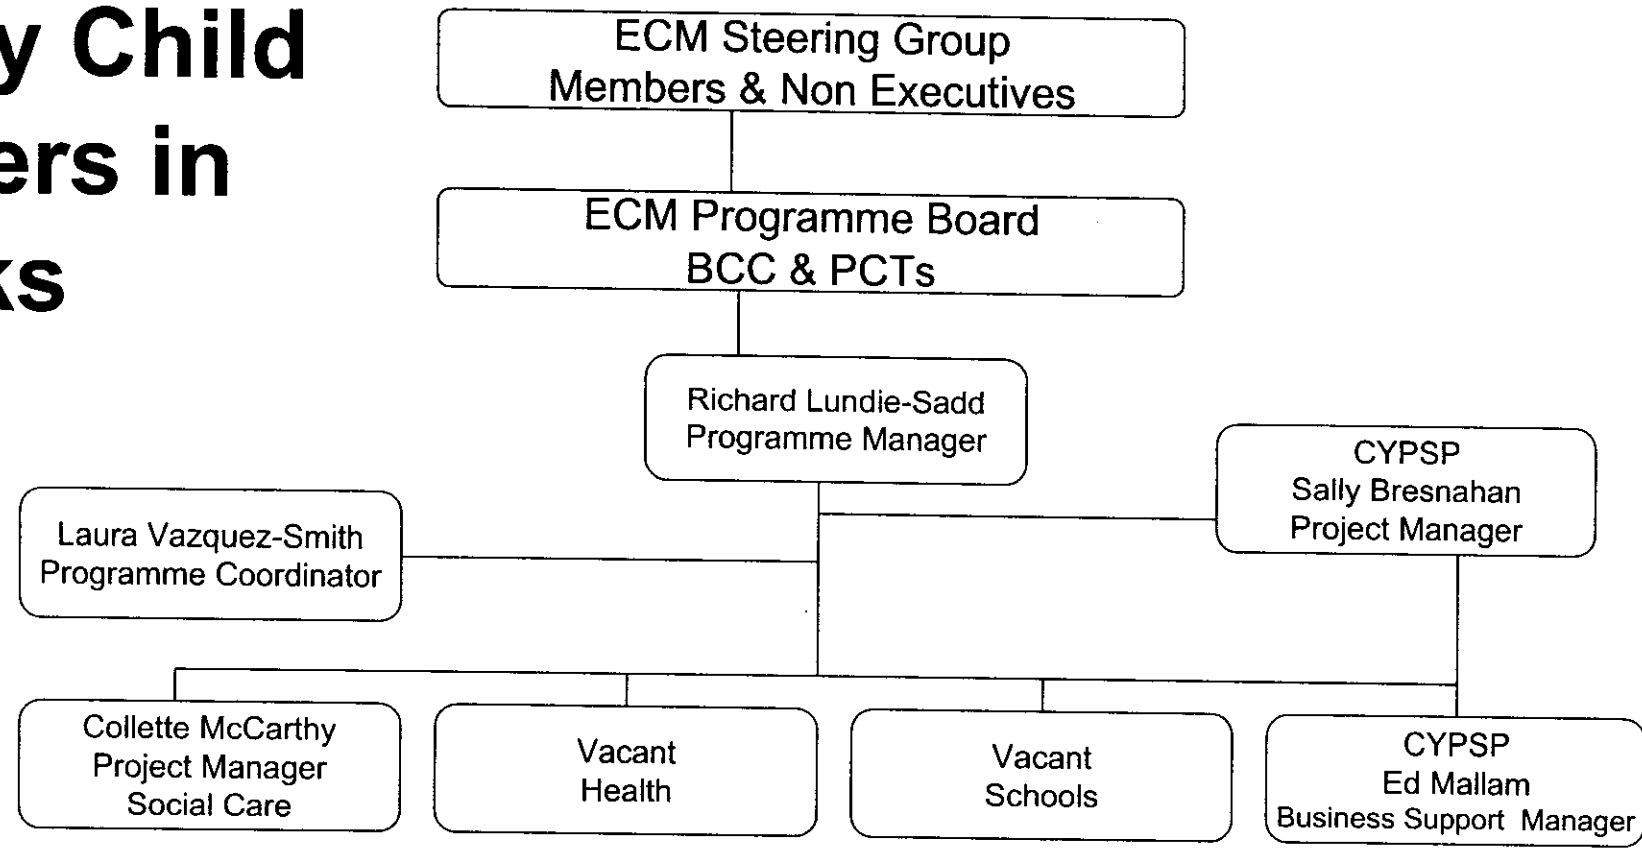 y Child
ers in
ks
ECM Steering Group
Members & Non Executives
ECM Programme Board
BCC & PCTs
Richard Lundie-Sadd
Programme Manager
CYPSP
Sally Bresnahan
Project Manager
Laura Vazquez-Smith
Programme Coordinator
Collette McCarthy
Project Manager
Social Care
Vacant
Health
Vacant
Schools
CYPSP
Ed Mallam
Business Support Manager